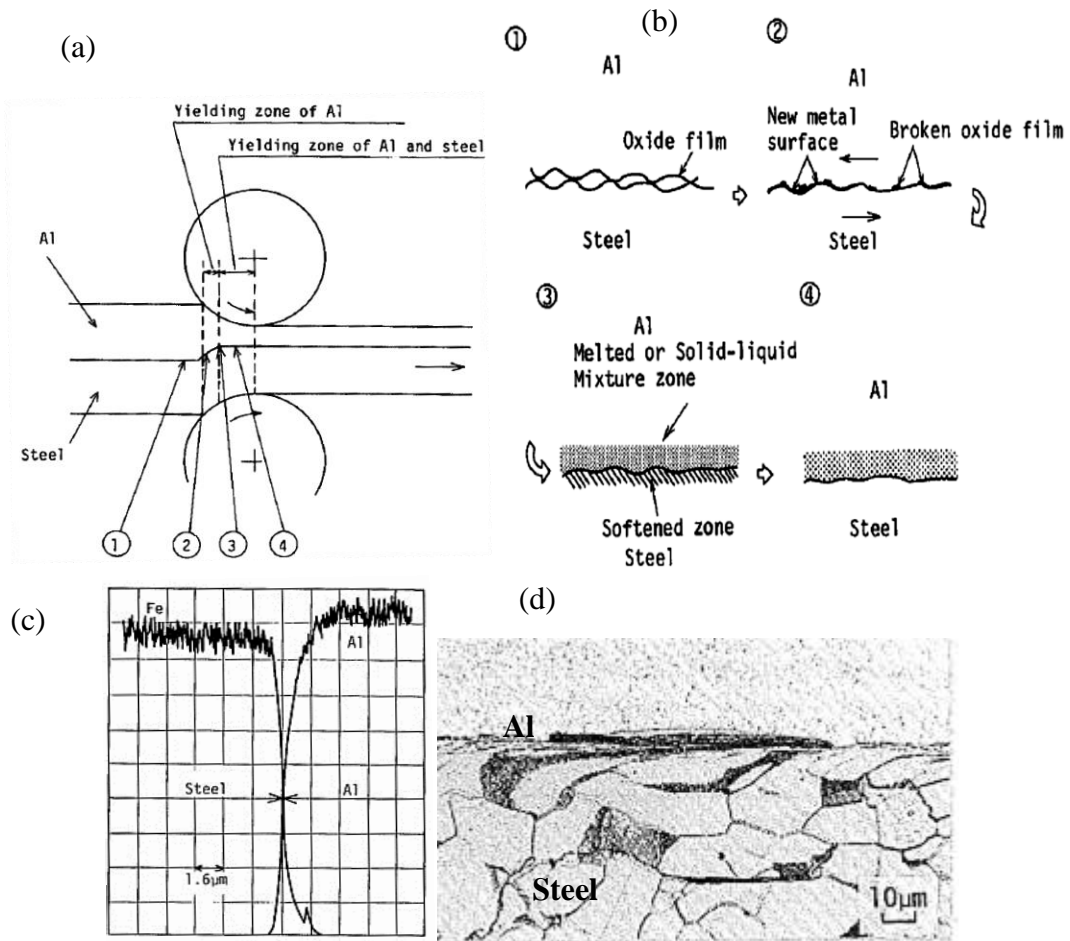 (a)
Yielding zone of Al
Yielding zone of Al and steel
Al
Steel
① ② ③ ④
(b)
①
Al
Oxide film
Steel
②
Al
New metal
surface
Broken oxide film
Steel
③
Al
Melted or Solid-liquid
Mixture zone
Softened zone
Steel
④
Al
Steel
(c)
Fe
Al
Steel
Al
1.6μm
(d)
Al
Steel
10μm